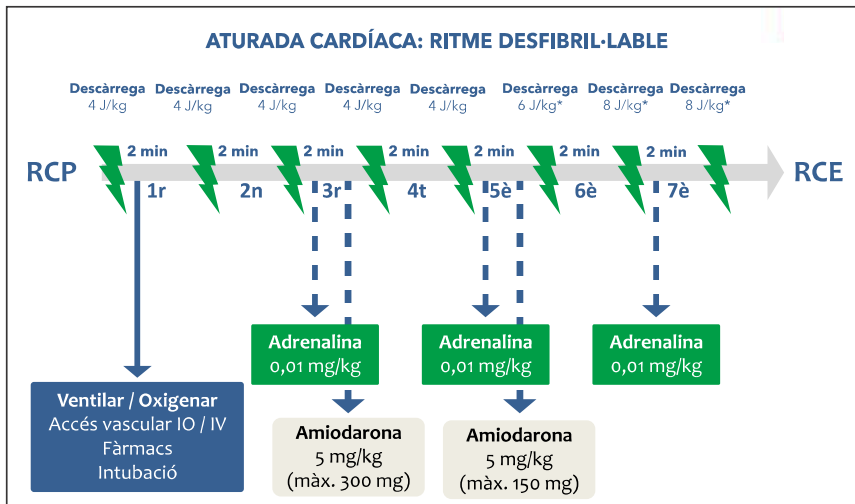 ATURADA CARDÍACA: RITME DESFIBRIL·LABLE
Descàrrega
4 J/kg
Descàrrega
4 J/kg
Descàrrega
4 J/kg
Descàrrega
4 J/kg
Descàrrega
4 J/kg
Descàrrega
6 J/kg*
Descàrrega
8 J/kg*
Descàrrega
8 J/kg*
RCP
2 min
2 min
2 min
2 min
2 min
2 min
2 min
RCE
1r
2n
3r
4t
5è
6è
7è
Adrenalina
0,01 mg/kg
Adrenalina
0,01 mg/kg
Adrenalina
0,01 mg/kg
Ventilar / Oxigenar
Accés vascular IO / IV
Fàrmacs
Intubació
Amiodarona
5 mg/kg
(màx. 300 mg)
Amiodarona
5 mg/kg
(màx. 150 mg)